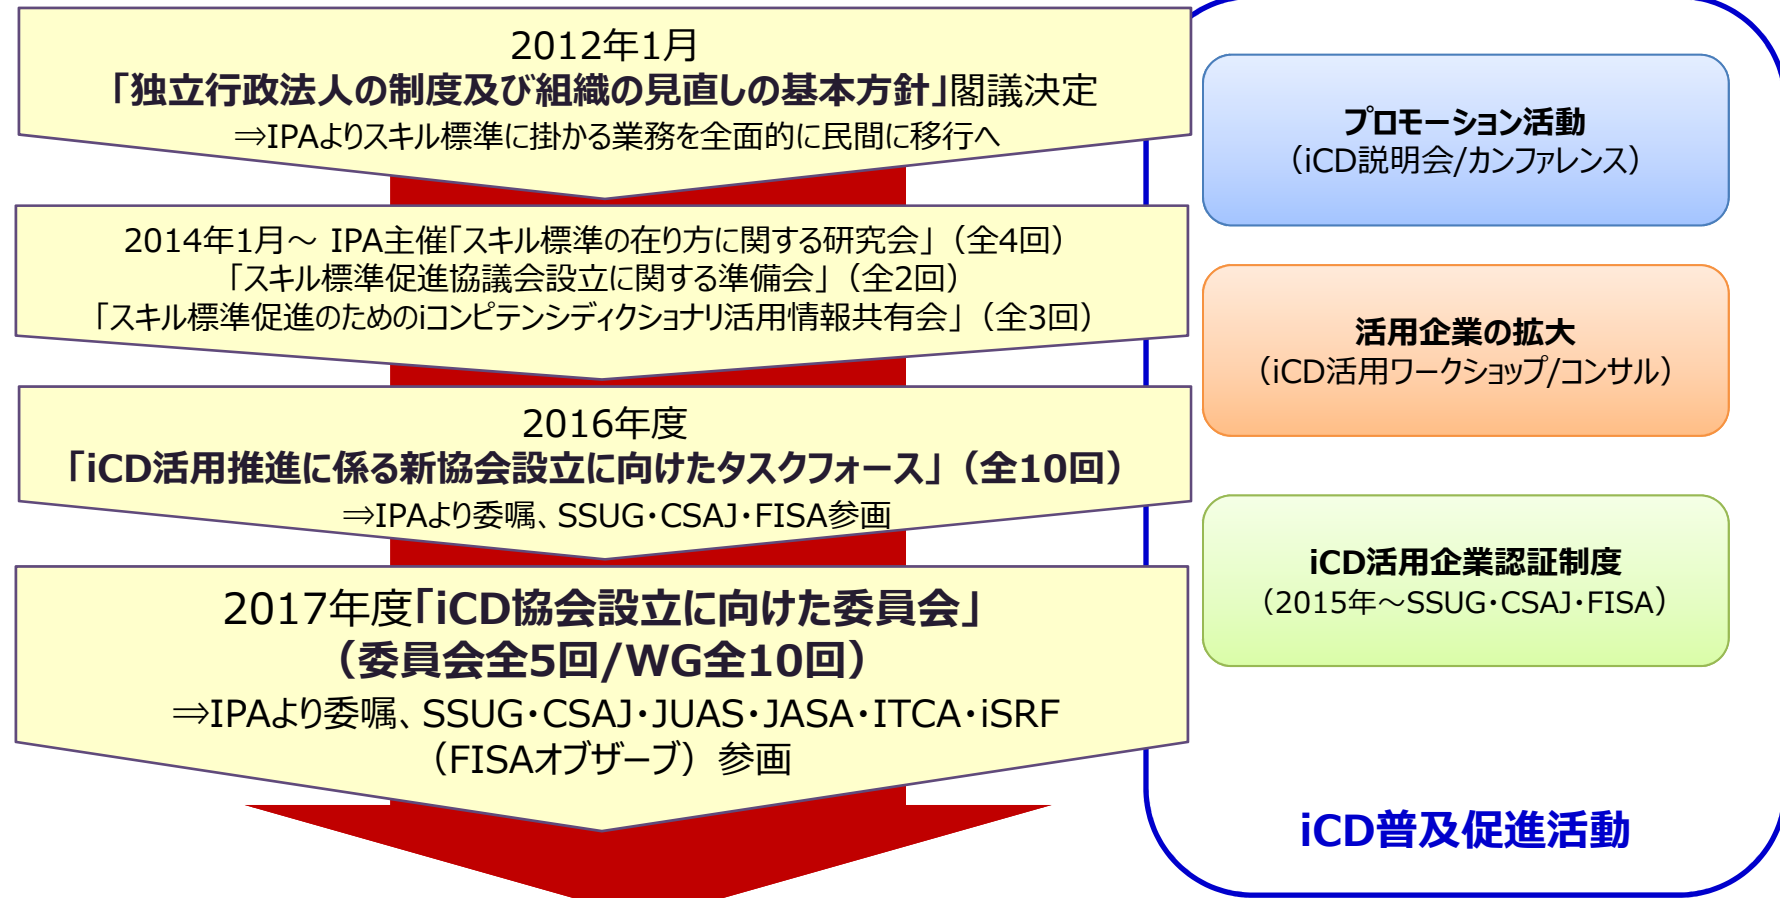 2012年1月
「独立行政法人の制度及び組織の見直しの基本方針」閣議決定
⇒IPAよりスキル標準に掛かる業務を全面的に民間に移行へ
2014年1月～ IPA主催「スキル標準の在り方に関する研究会」（全4回）
「スキル標準促進協議会設立に関する準備会」（全2回）
「スキル標準促進のためのiコンピテンシディクショナリ活用情報共有会」（全3回）
2016年度
「iCD活用推進に係る新協会設立に向けたタスクフォース」（全10回）
⇒IPAより委嘱、SSUG・CSAJ・FISA参画
2017年度「iCD協会設立に向けた委員会」
（委員会全5回/WG全10回）
⇒IPAより委嘱、SSUG・CSAJ・JUAS・JASA・ITCA・iSRF
（FISAオブザーブ）参画
プロモーション活動
（iCD説明会/カンファレンス）
活用企業の拡大
（iCD活用ワークショップ/コンサル）
iCD活用企業認証制度
（2015年～SSUG・CSAJ・FISA）
iCD普及促進活動